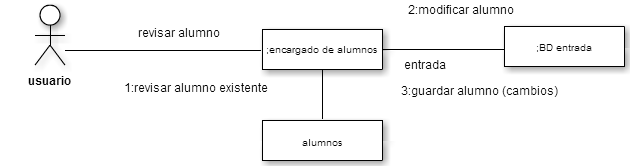 2:modificar alumno
revisar alumno
;encargado de alumnos
;BD entrada
entrada
usuario
1:revisar alumno existente
3:guardar alumno (cambios)
alumnos